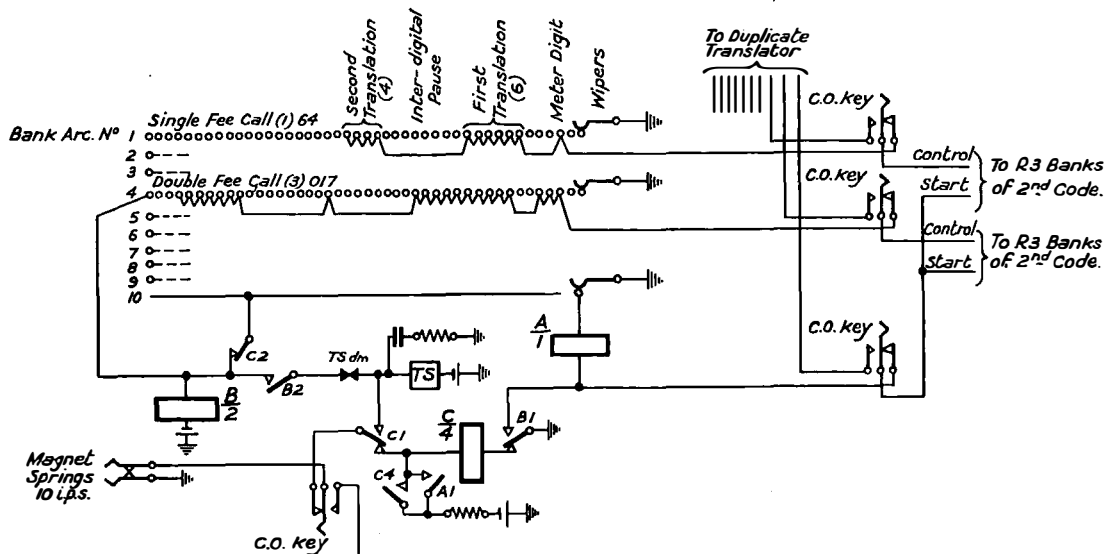 Second
Translation
(4)
Inter-digital
Pause
First
Translation
(6)
Meter Digit
Wipers
To Duplicate
Translator
C.O. Key
Bank Arc. Nº
1
Single Fee Call (1) 64
2
3
4
Double Fee Call (3) 017
5
6
7
8
9
10
Control
Start
To R3 Banks
of 2nd Code.
C.O. Key
Control
Start
To R3 Banks
of 2nd Code.
C.O. Key
A/1
C2
TS dm
TS
B2
B/2
C1
C/4
B1
C4
A1
Magnet
Springs
10 i.p.s.
C.O. Key